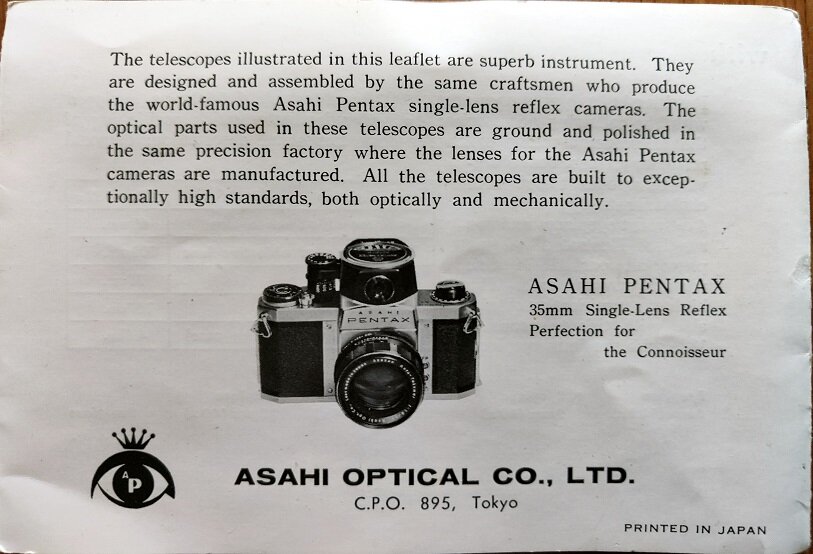 The telescopes illustrated in this leaflet are superb instrument. They
are designed and assembled by the same craftsmen who produce
the world-famous Asahi Pentax single-lens reflex cameras. The
optical parts used in these telescopes are ground and polished in
the same precision factory where the lenses for the Asahi Pentax
cameras are manufactured. All the telescopes are built to excep-
tionally high standards, both optically and mechanically.
ASAHI
PENTAX
ASAHI PENTAX
35mm Single-Lens Reflex
Perfection for
the Connoisseur
AP
ASAHI OPTICAL CO., LTD.
C.P.O. 895, Tokyo
PRINTED IN JAPAN